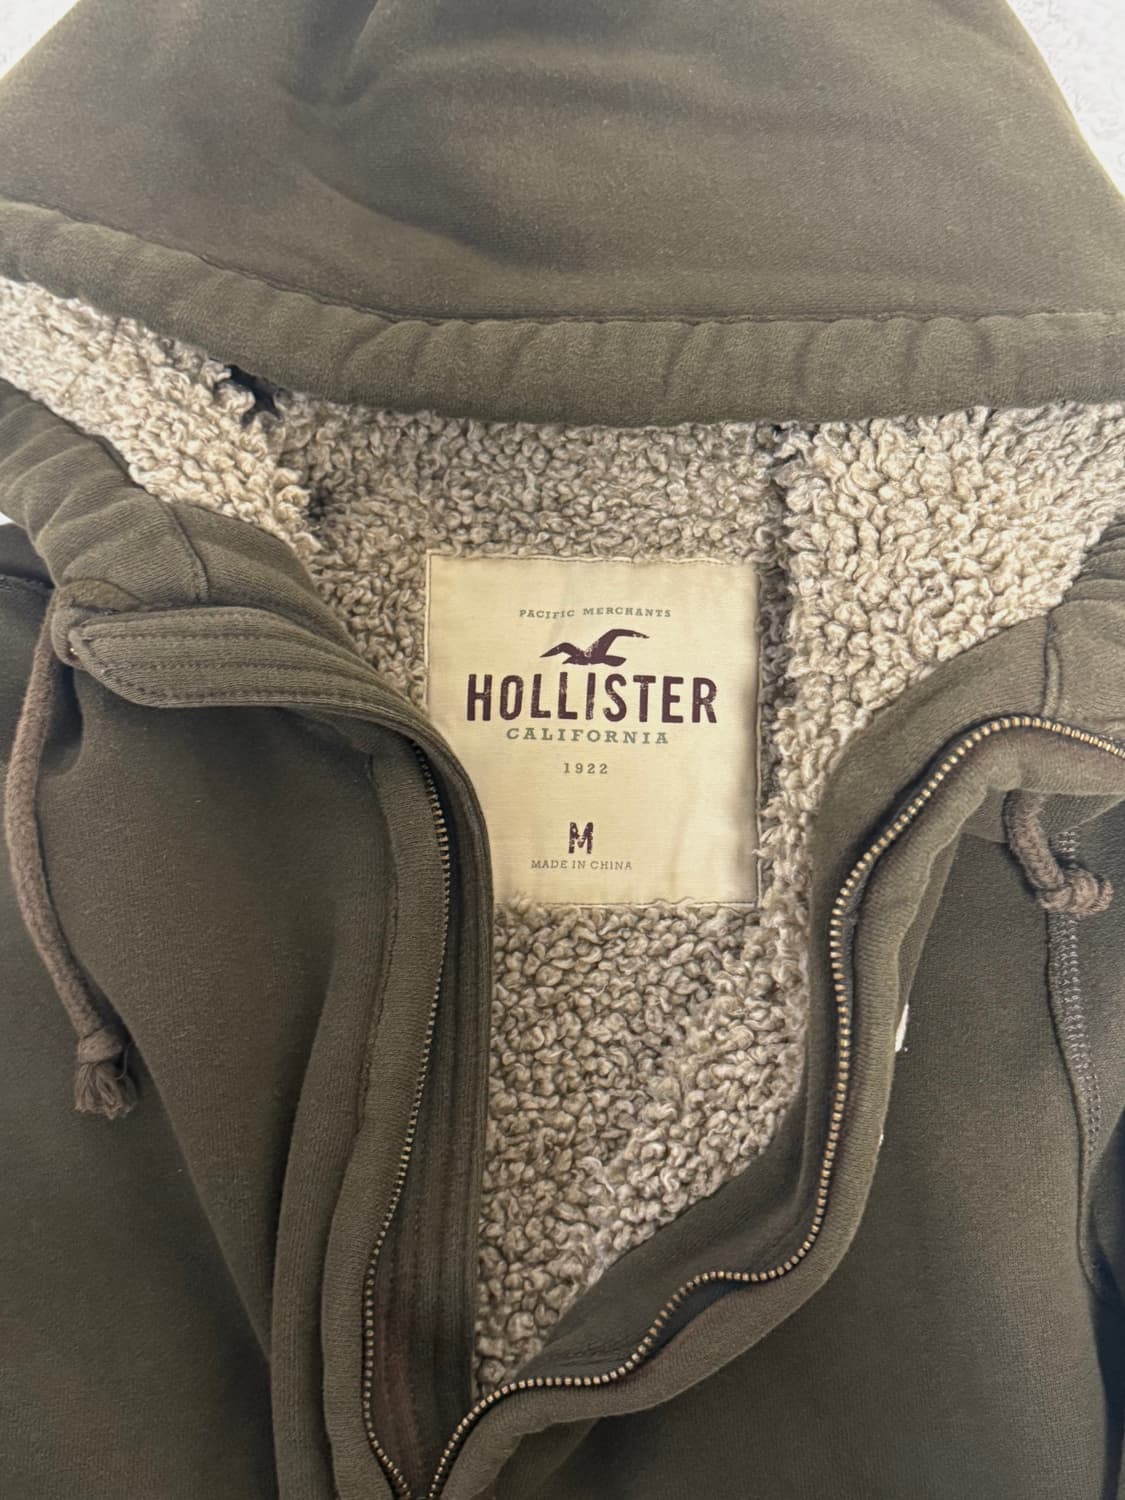 PACIFIC MERCHANTS
HOLLISTER
CALIFORNIA
1922
M
MADE IN CHINA